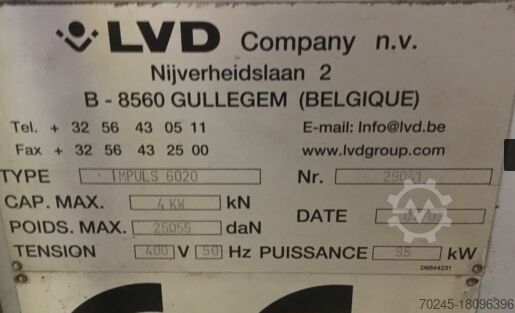 LVD Company n.v.
Nijverheidslaan 2
B - 8560 GULLEGEM (BELGIQUE)
Tel. + 32 56 43 05 11 E-mail: Info@lvd.be
Fax + 32 56 43 25 00 www.lvdgroup.com
TYPE IMPULS 6020 Nr. 29041
CAP. MAX. 4 KW kN
POIDS. MAX. 25055 daN DATE
TENSION 400 V 50 Hz PUISSANCE 95 kW
D8844231
70245-18096396